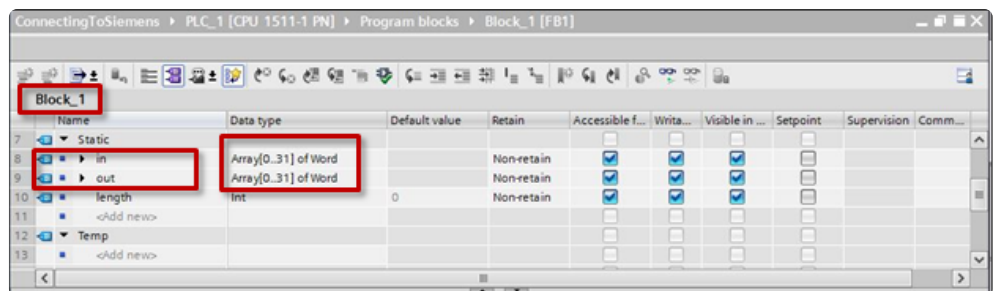 ConnectingToSiemens ▸ PLC_1 [CPU 1511-1 PN] ▸ Program blocks ▸ Block_1 [FB1]
Block_1
Name Data type Default value Retain Accessible f... Writa... Visible in ... Setpoint Supervision Comm...
7 Static
8 in Array[0..31] of Word Non-retain
9 out Array[0..31] of Word Non-retain
10 length Int 0 Non-retain
11 <Add new>
12 Temp
13 <Add new>